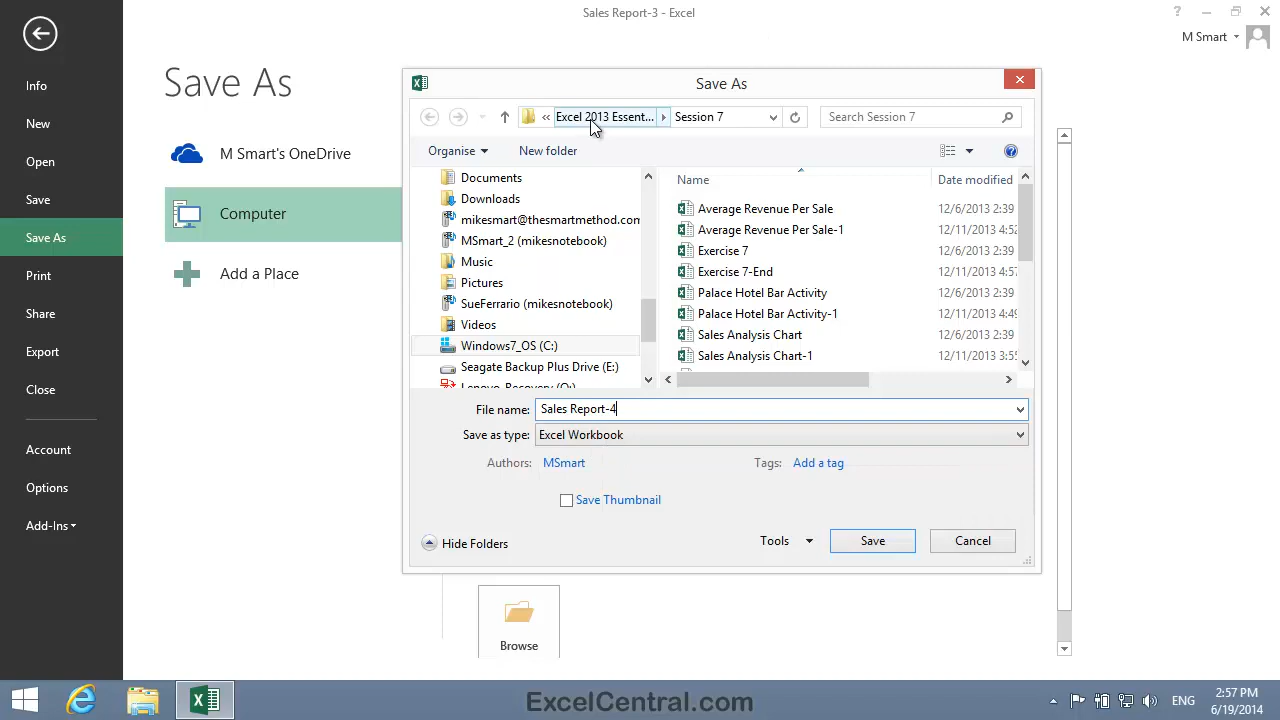 Sales Report-3 - Excel
?
M Smart
Info
New
Open
Save
Save As
Print
Share
Export
Close
Account
Options
Add-Ins
Save As
M Smart's OneDrive
Computer
Add a Place
Save As
« Excel 2013 Essent... Session 7
Search Session 7
Organise New folder
Documents
Downloads
mikesmart@thesmartmethod.com
MSmart_2 (mikesnotebook)
Music
Pictures
SueFerrario (mikesnotebook)
Videos
Windows7_OS (C:)
Seagate Backup Plus Drive (E:)
Lenovo_Recovery (Q:)
Name Date modified
Average Revenue Per Sale 12/6/2013 2:39
Average Revenue Per Sale-1 12/11/2013 4:52
Exercise 7 12/6/2013 2:39
Exercise 7-End 12/11/2013 4:57
Palace Hotel Bar Activity 12/6/2013 2:39
Palace Hotel Bar Activity-1 12/11/2013 4:49
Sales Analysis Chart 12/6/2013 2:39
Sales Analysis Chart-1 12/11/2013 3:55
File name: Sales Report-4
Save as type: Excel Workbook
Authors: MSmart Tags: Add a tag
Save Thumbnail
Hide Folders Tools Save Cancel
Browse
ExcelCentral.com
ENG
2:57 PM
6/19/2014